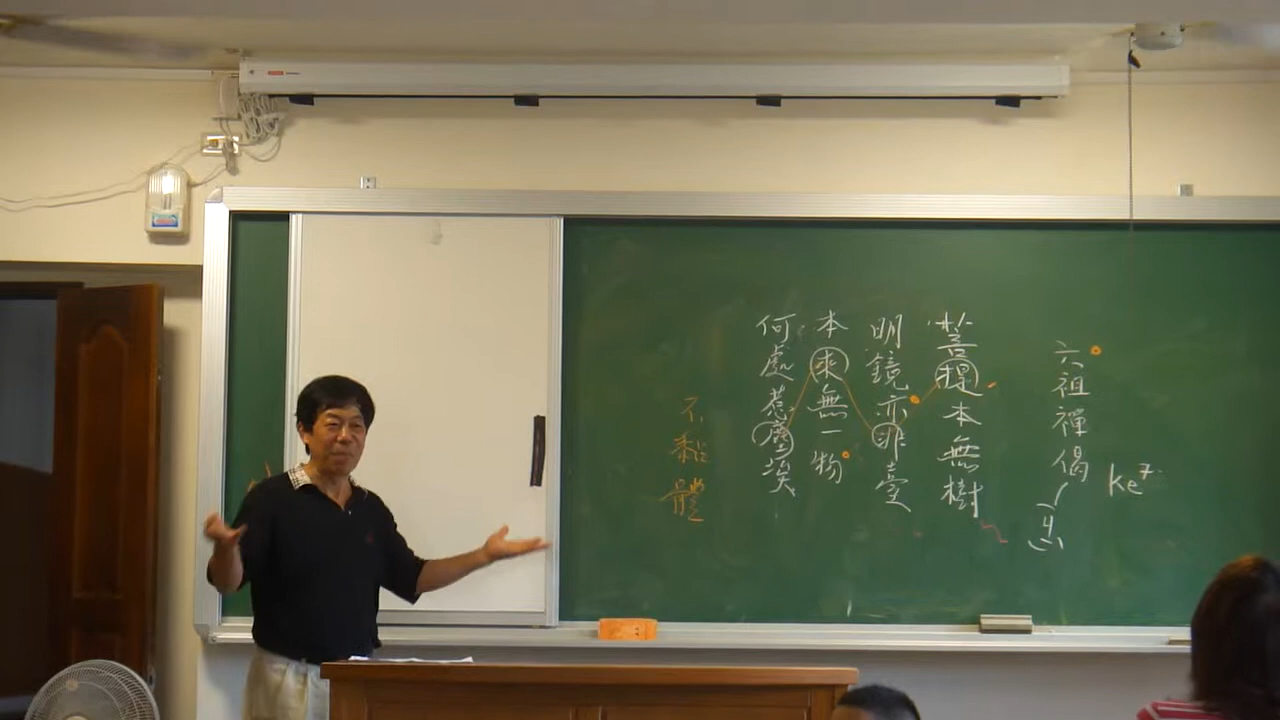 六祖禪偈
ke⁷
菩提本無樹
明鏡亦非臺
本來無一物
何處惹塵埃
不黏體